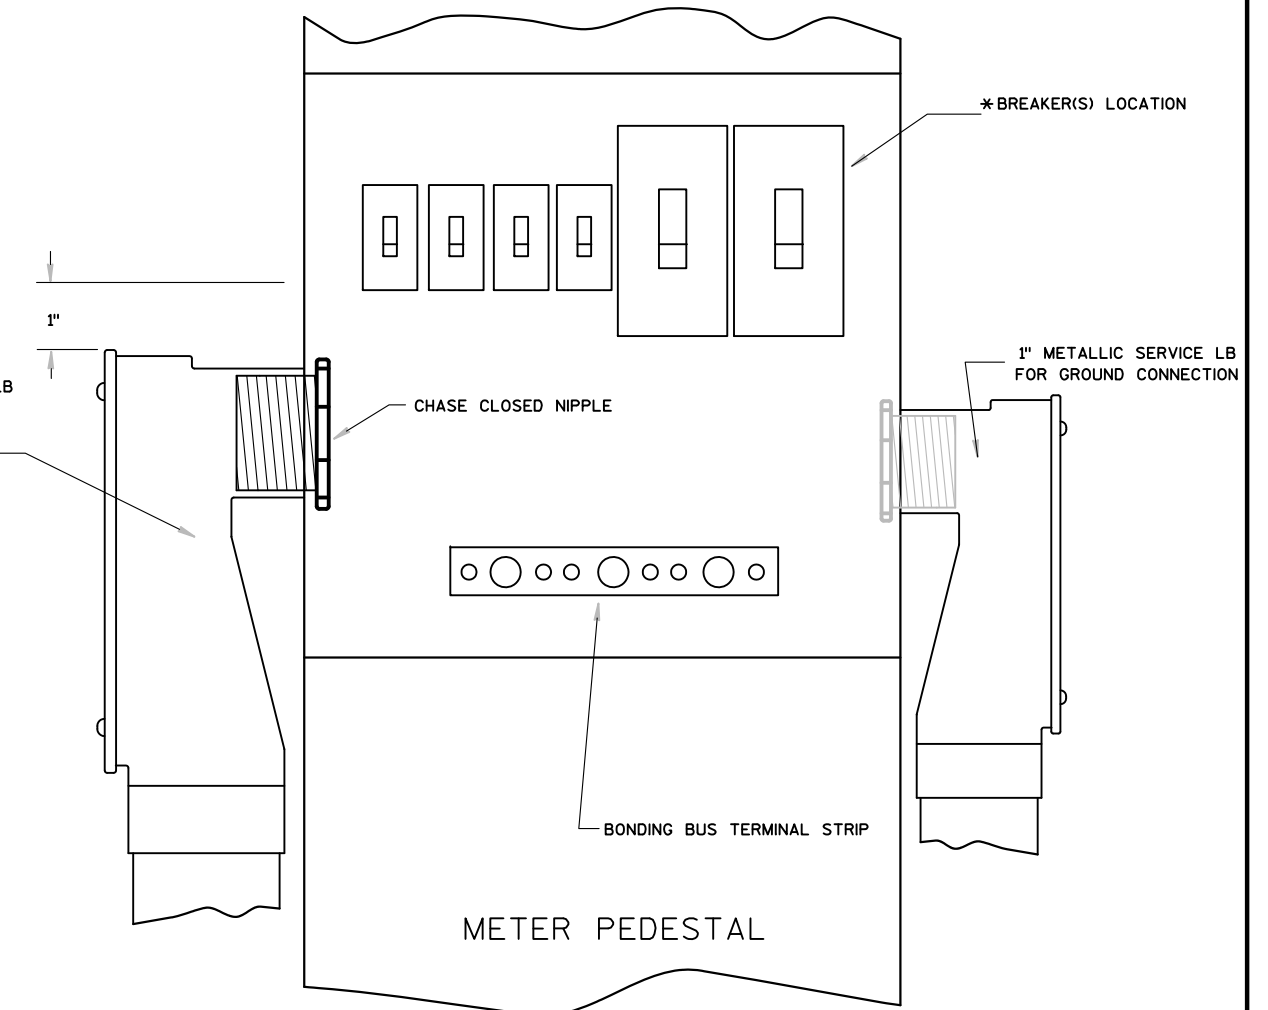 *BREAKER(S) LOCATION
1"
LB
1" METALLIC SERVICE LB
FOR GROUND CONNECTION
CHASE CLOSED NIPPLE
BONDING BUS TERMINAL STRIP
METER PEDESTAL